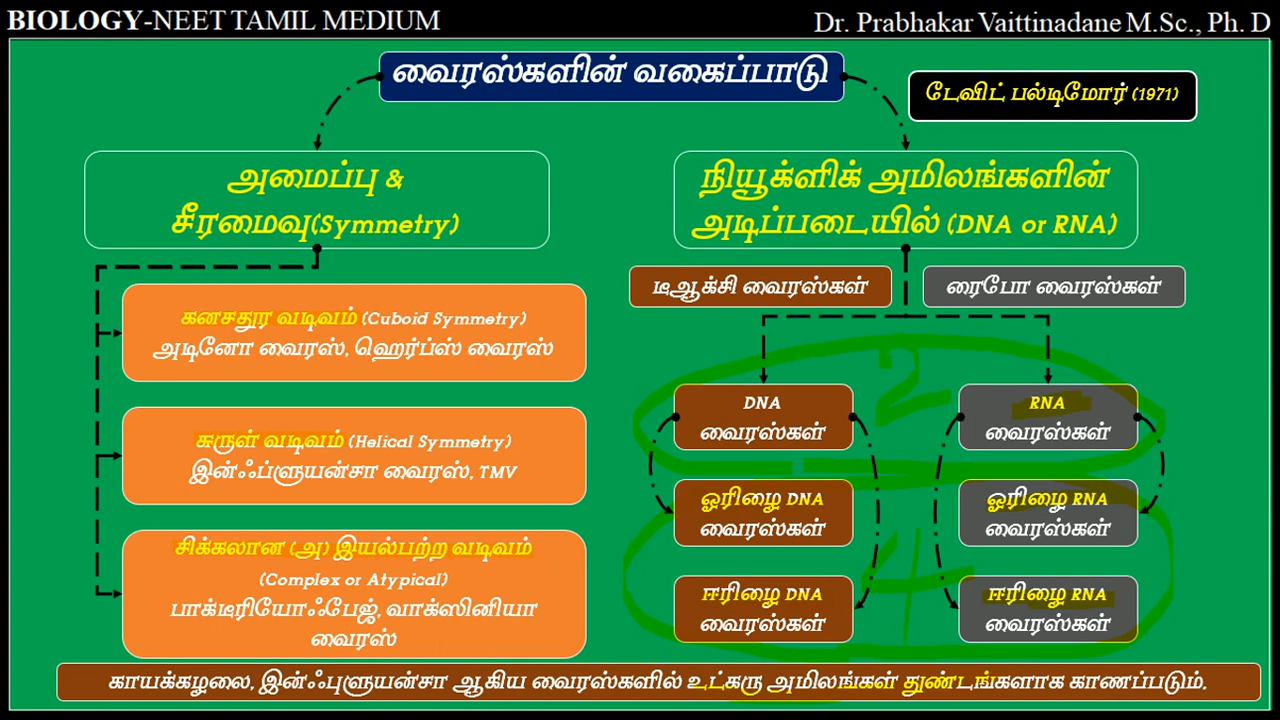 BIOLOGY-NEET TAMIL MEDIUM
Dr. Prabhakar Vaittinadane M.Sc., Ph. D
வைரஸ்களின் வகைப்பாடு
டேவிட் பல்டிமோர் (1971)
அமைப்பு &
சீரமைவு(Symmetry)
நியூக்ளிக் அமிலங்களின்
அடிப்படையில் (DNA or RNA)
டீஆக்சி வைரஸ்கள்
ரைபோ வைரஸ்கள்
கனசதுர வடிவம் (Cuboid Symmetry)
அடினோ வைரஸ், ஹெர்ப்ஸ் வைரஸ்
சுருள் வடிவம் (Helical Symmetry)
இன்ஃப்ளுயன்சா வைரஸ், TMV
சிக்கலான (அ) இயல்பற்ற வடிவம்
(Complex or Atypical)
பாக்டீரியோஃபேஜ், வாக்ஸினியா
வைரஸ்
2
DNA
வைரஸ்கள்
RNA
வைரஸ்கள்
ஓரிழை DNA
வைரஸ்கள்
ஓரிழை RNA
வைரஸ்கள்
4
ஈரிழை DNA
வைரஸ்கள்
ஈரிழை RNA
வைரஸ்கள்
காயக்கழலை, இன்ஃபுளுயன்சா ஆகிய வைரஸ்களில் உட்கரு அமிலங்கள் துண்டங்களாக காணப்படும்.